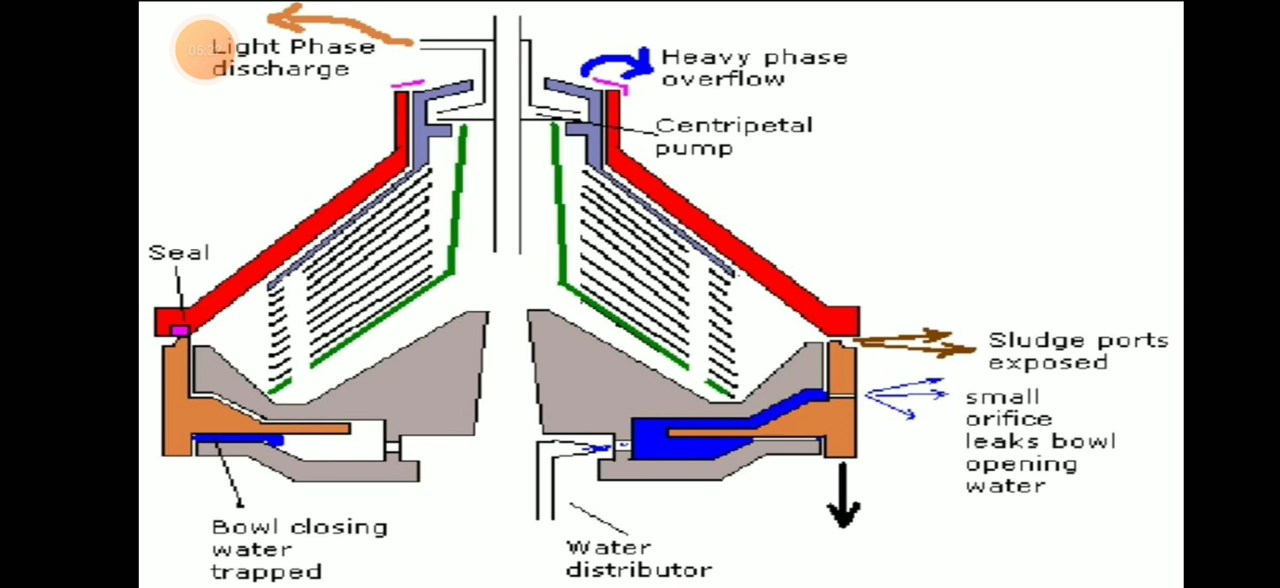 Light Phase
discharge
Heavy phase
overflow
Centripetal
pump
Seal
Sludge ports
exposed
small
orifice
leaks bowl
opening
water
Bowl closing
water
trapped
Water
distributor